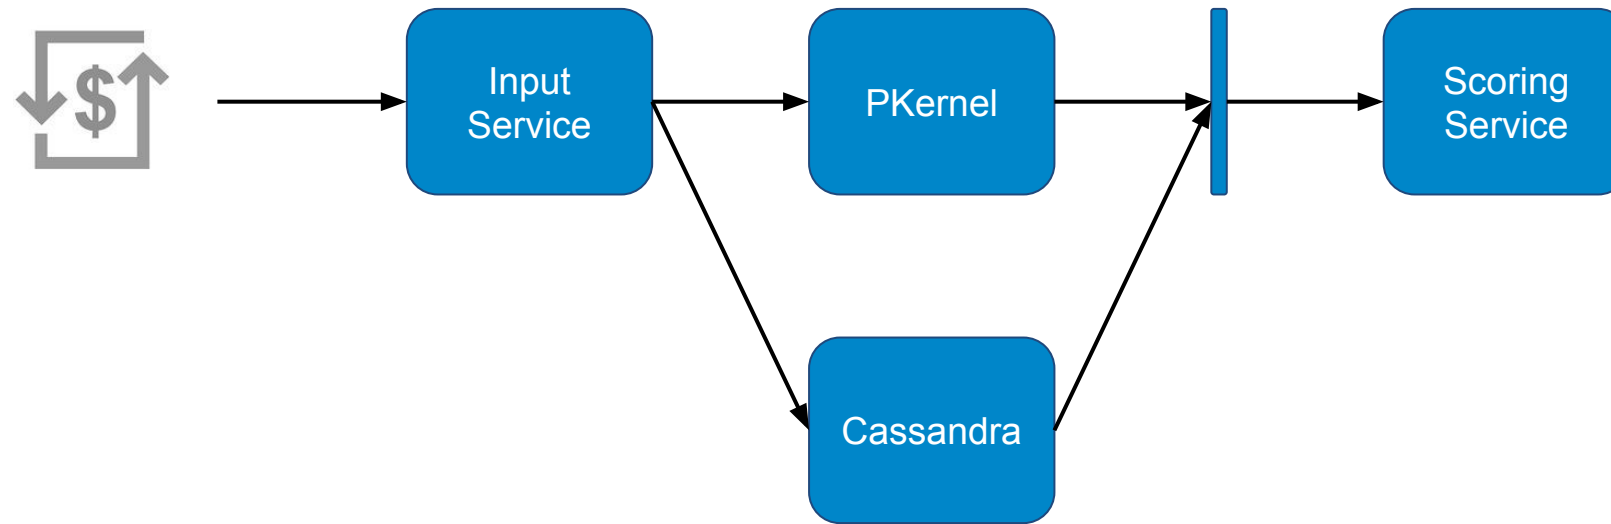 $
Input
Service
PKernel
Scoring
Service
Cassandra